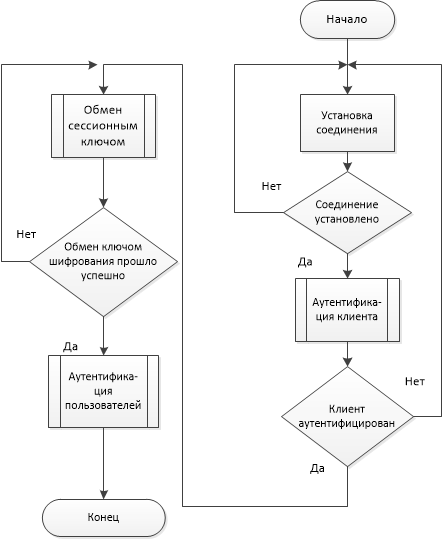 Начало
Установка
соединения
Нет
Соединение
установлено
Да
Аутентифика-
ция клиента
Нет
Клиент
аутентифицирован
Да
Обмен
сессионным
ключом
Нет
Обмен ключом
шифрования прошло
успешно
Да
Аутентифика-
ция
пользователей
Конец